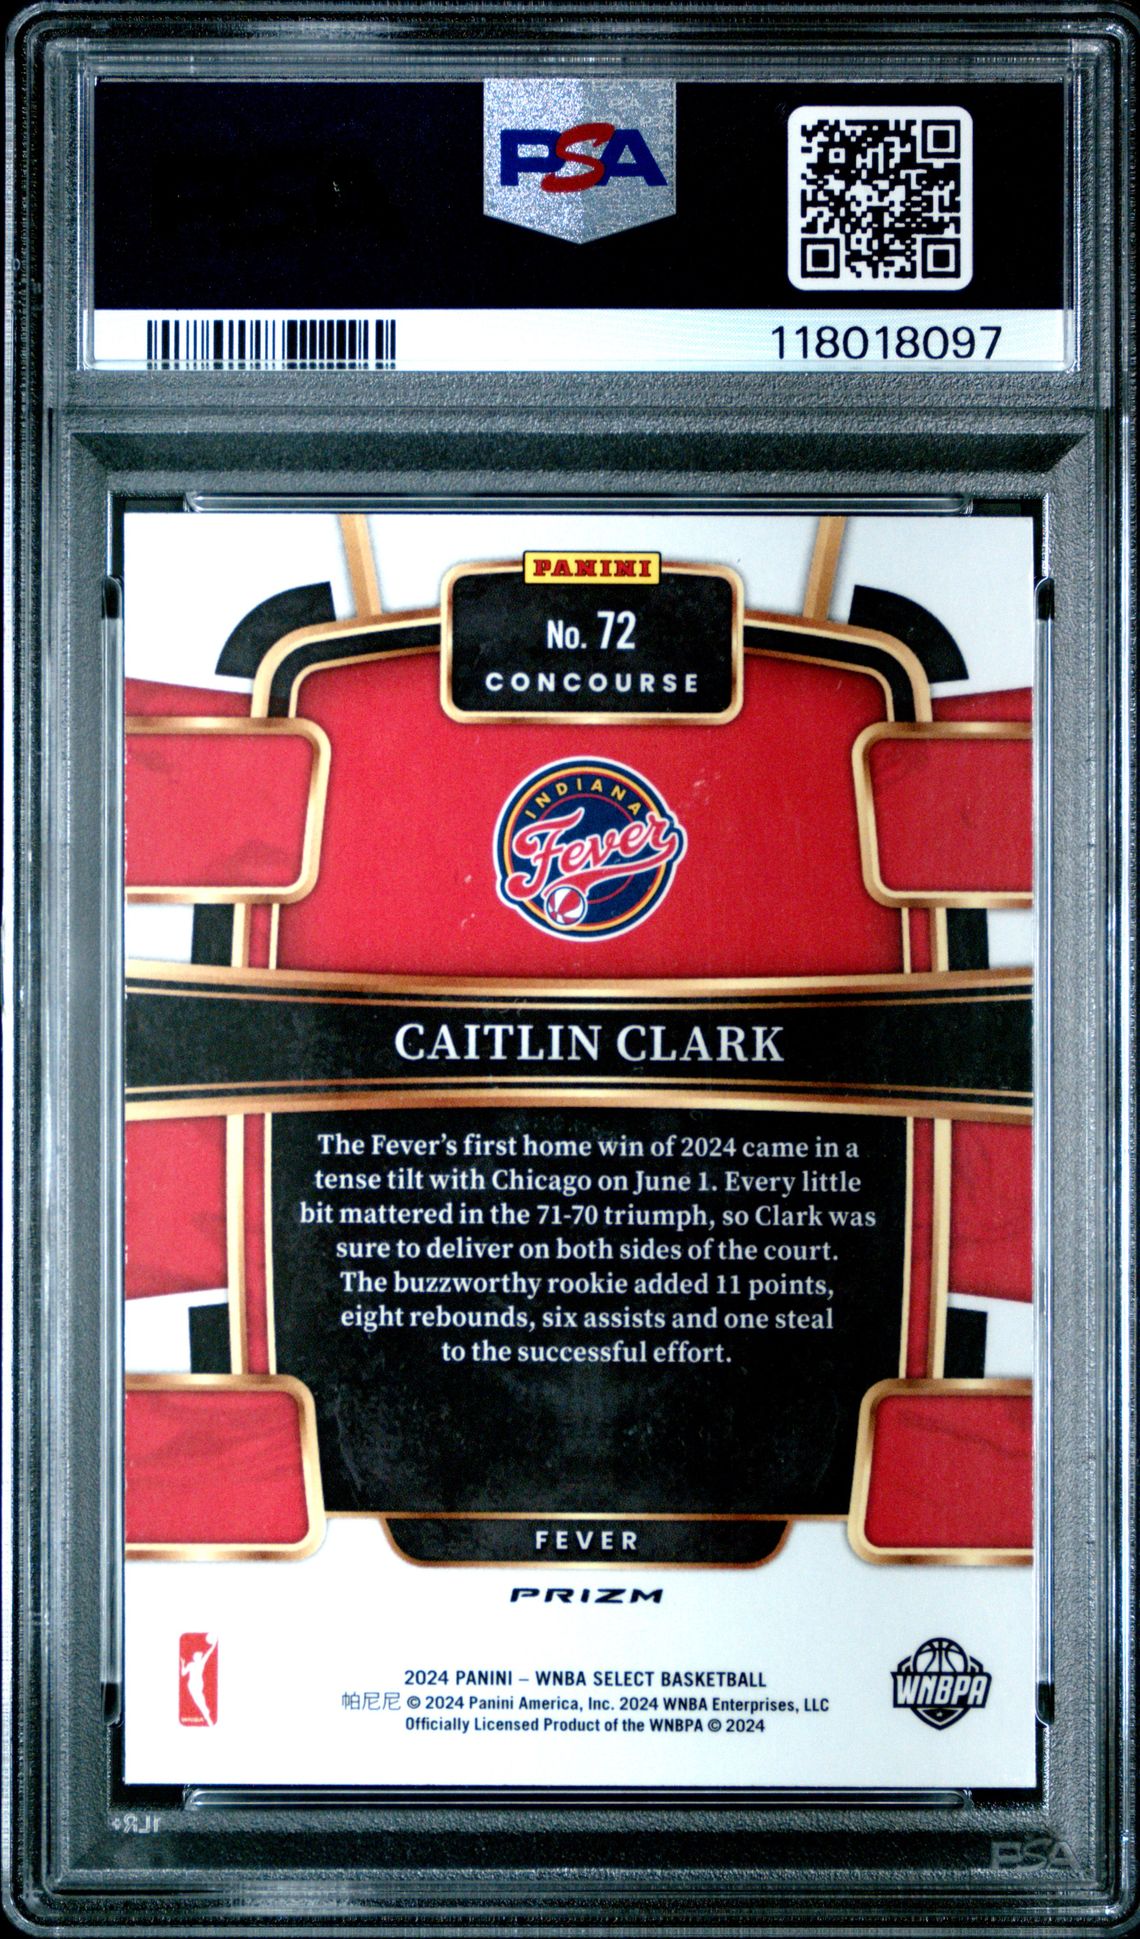 PSA
118018097
PANINI
No. 72
CONCOURSE
INDIANA
Fever
CAITLIN CLARK
The Fever's first home win of 2024 came in a
tense tilt with Chicago on June 1. Every little
bit mattered in the 71-70 triumph, so Clark was
sure to deliver on both sides of the court.
The buzzworthy rookie added 11 points,
eight rebounds, six assists and one steal
to the successful effort.
FEVER
PRIZM
2024 PANINI – WNBA SELECT BASKETBALL
帕尼尼 © 2024 Panini America, Inc. 2024 WNBA Enterprises, LLC
Officially Licensed Product of the WNBPA © 2024
WNBA
WNBPA
PSA